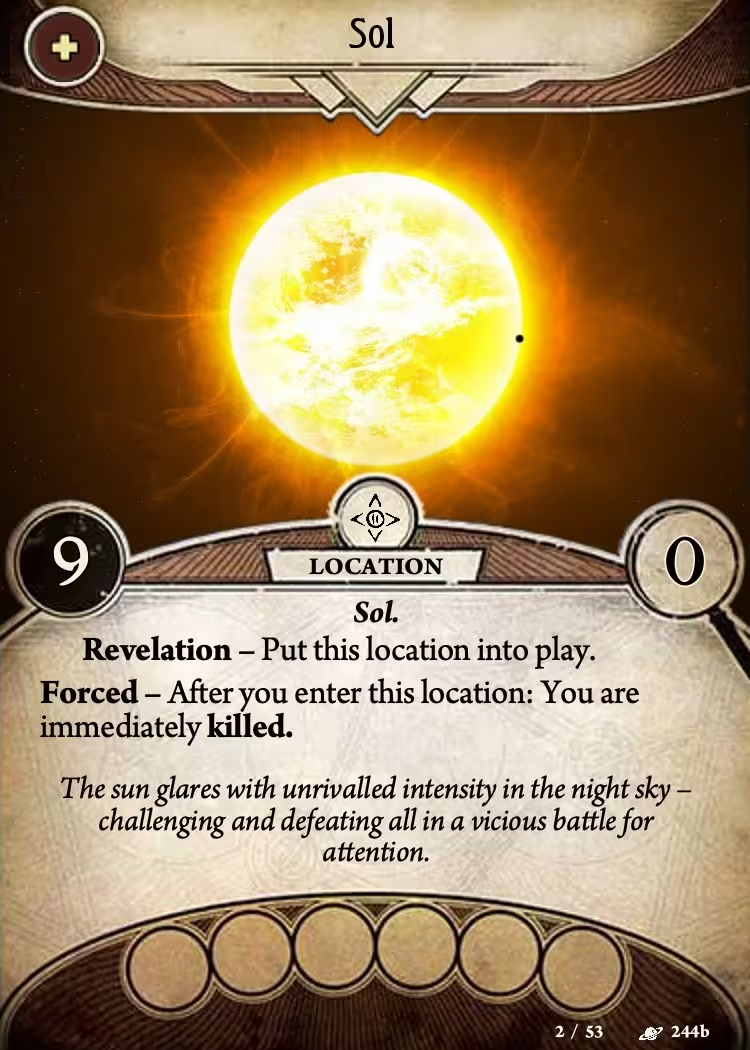 Sol
9
LOCATION
0
Sol.
Revelation – Put this location into play.
Forced – After you enter this location: You are
immediately killed.
The sun glares with unrivalled intensity in the night sky –
challenging and defeating all in a vicious battle for
attention.
2 / 53 244b